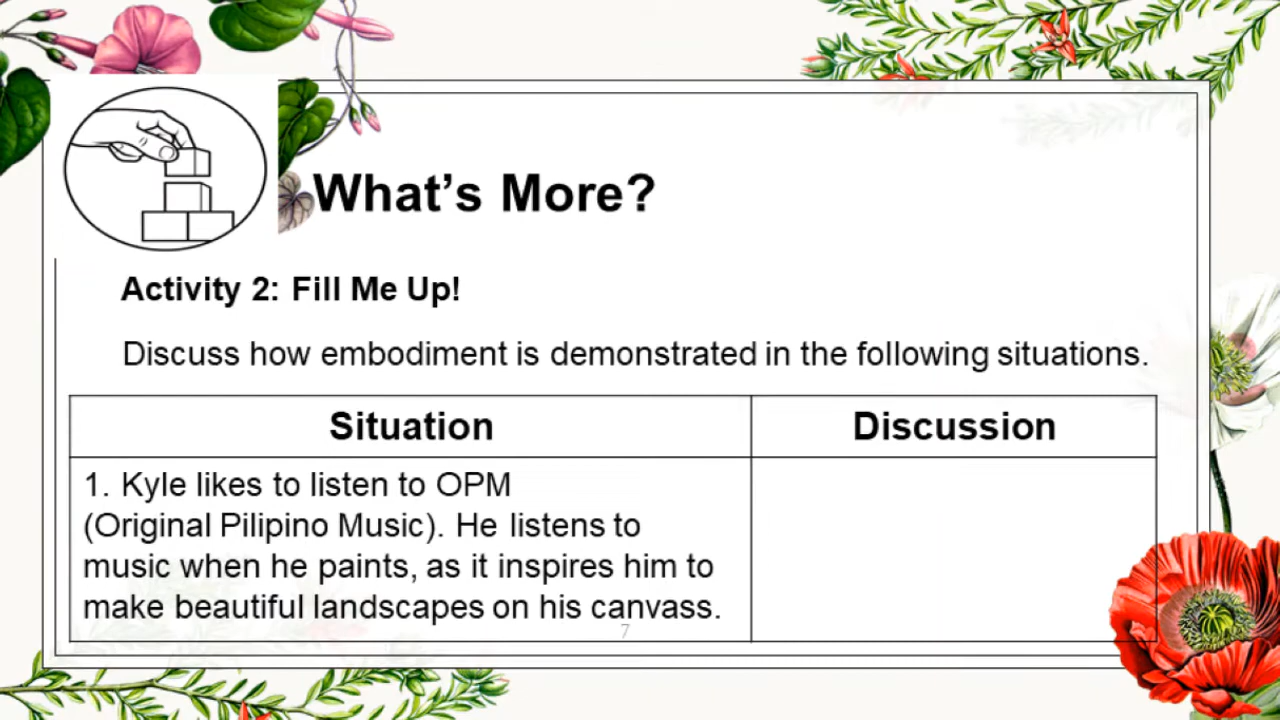 What’s More?
Activity 2: Fill Me Up!
Discuss how embodiment is demonstrated in the following situations.
Situation
Discussion
1. Kyle likes to listen to OPM
(Original Pilipino Music). He listens to
music when he paints, as it inspires him to
make beautiful landscapes on his canvass.
7